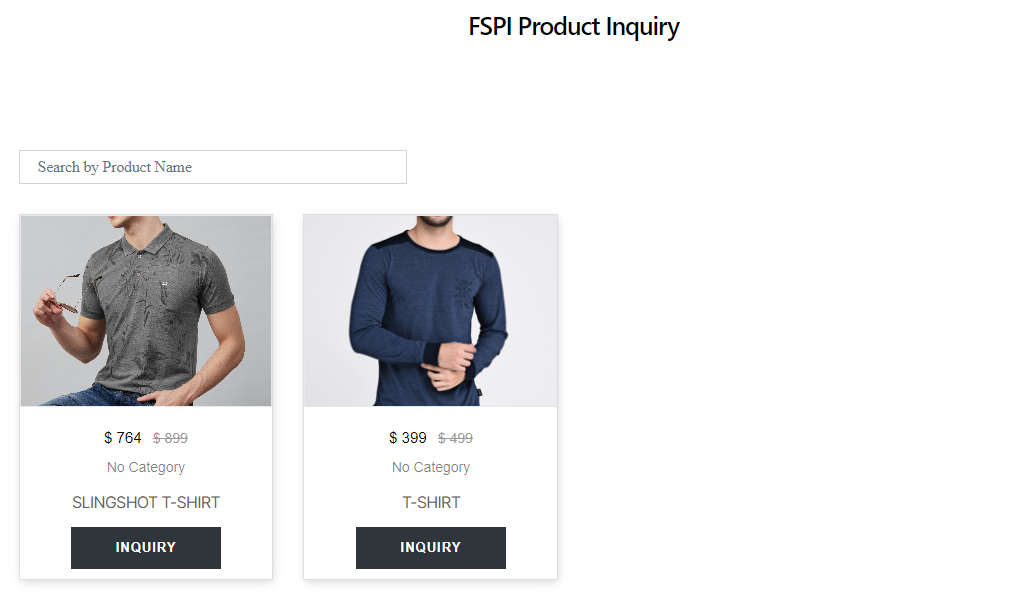 FSPI Product Inquiry
Search by Product Name
$ 764 $ 899
No Category
SLINGSHOT T-SHIRT
INQUIRY
$ 399 $ 499
No Category
T-SHIRT
INQUIRY